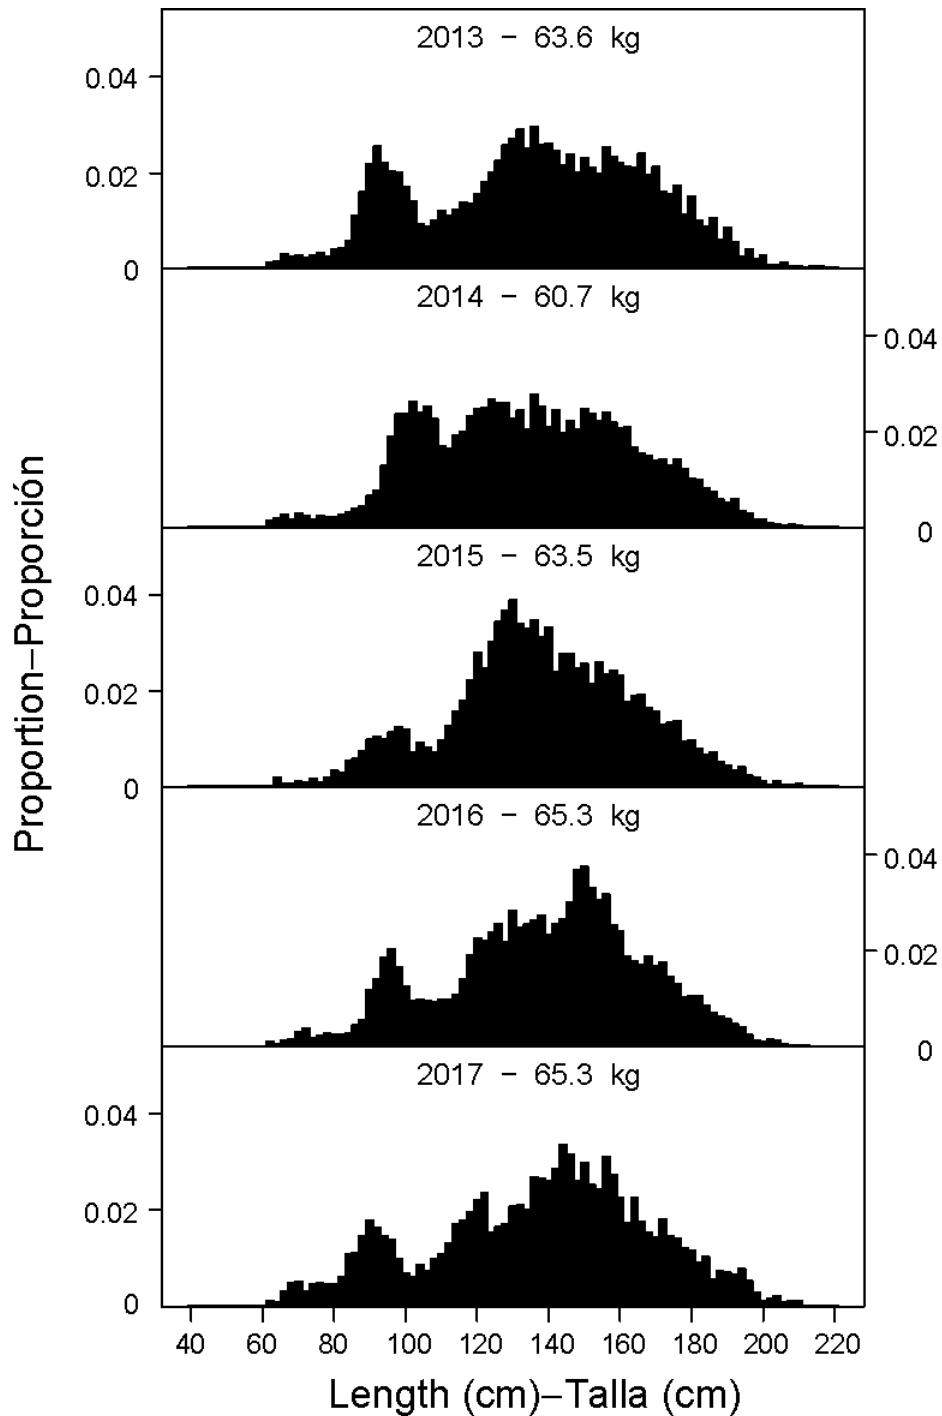 2013 − 63.6 kg
0.04
0.02
0
2014 − 60.7 kg
0.04
0.02
0
2015 − 63.5 kg
0.04
0.02
0
2016 − 65.3 kg
0.04
0.02
0
2017 − 65.3 kg
0.04
0.02
0
Proportion−Proporción
40 60 80 100 120 140 160 180 200 220
Length (cm)−Talla (cm)